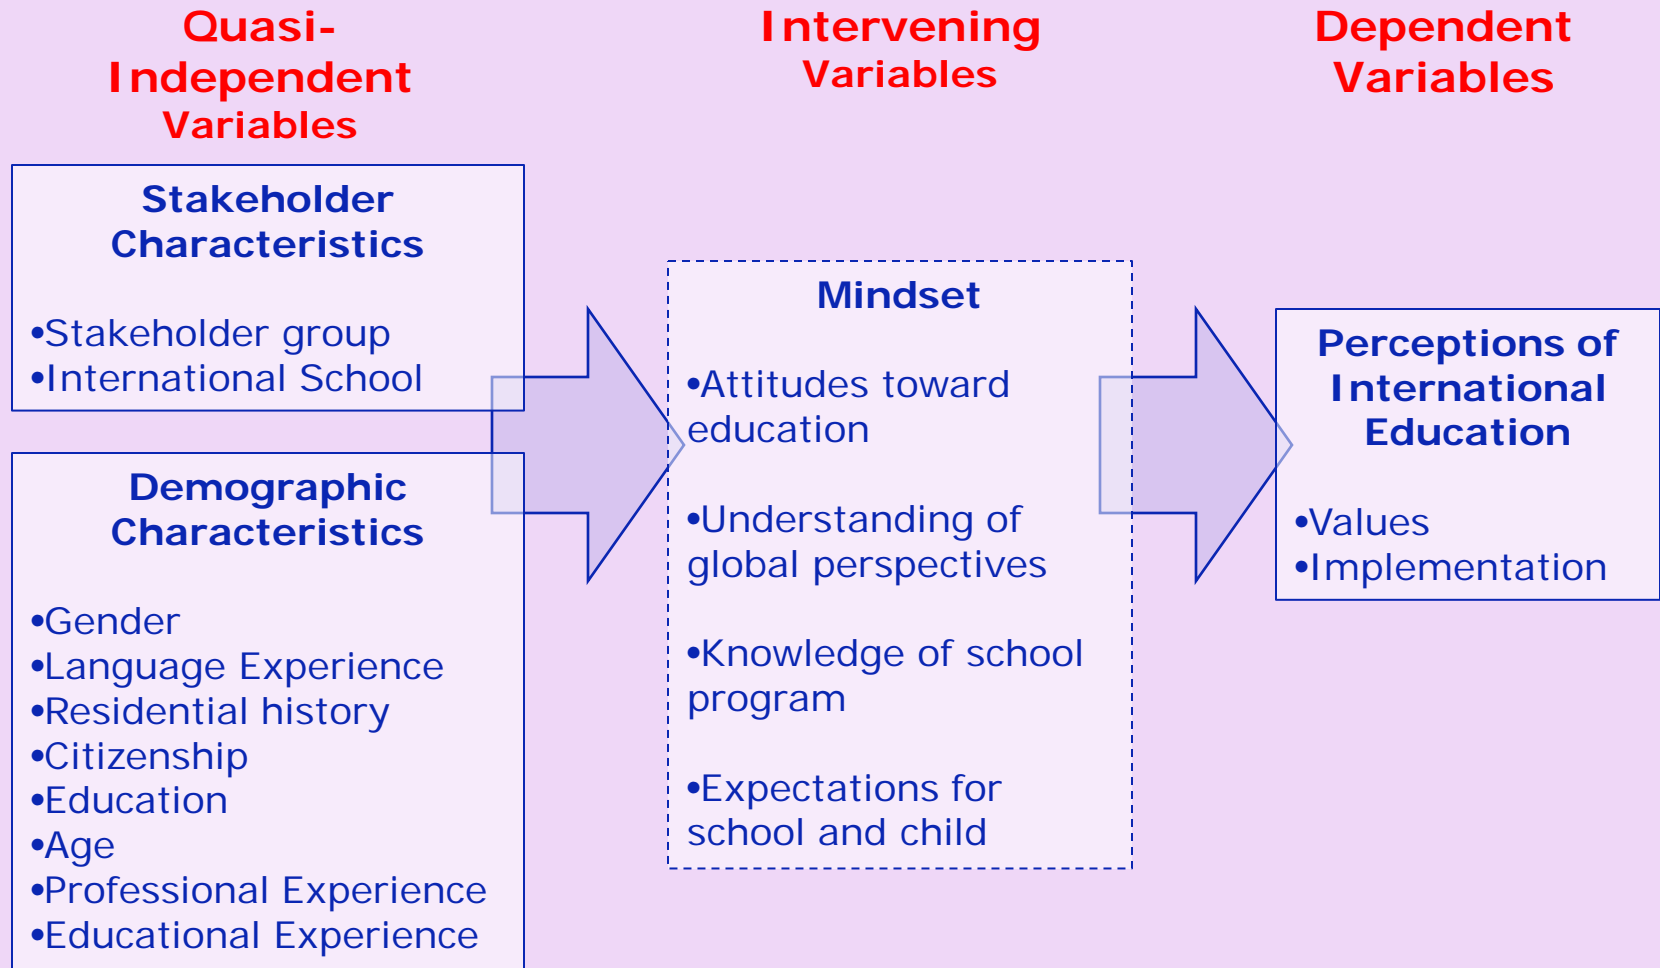 Quasi-
Independent
Variables
Intervening
Variables
Dependent
Variables
Stakeholder
Characteristics
•Stakeholder group
•International School
Demographic
Characteristics
•Gender
•Language Experience
•Residential history
•Citizenship
•Education
•Age
•Professional Experience
•Educational Experience
Mindset
•Attitudes toward
education
•Understanding of
global perspectives
•Knowledge of school
program
•Expectations for
school and child
Perceptions of
International
Education
•Values
•Implementation